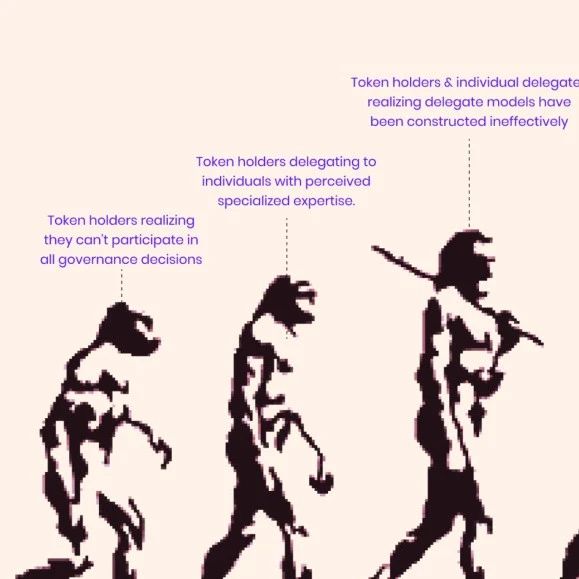 Token holders & individual delegate
realizing delegate models have
been constructed ineffectively
Token holders delegating to
individuals with perceived
specialized expertise.
Token holders realizing
they can't participate in
all governance decisions